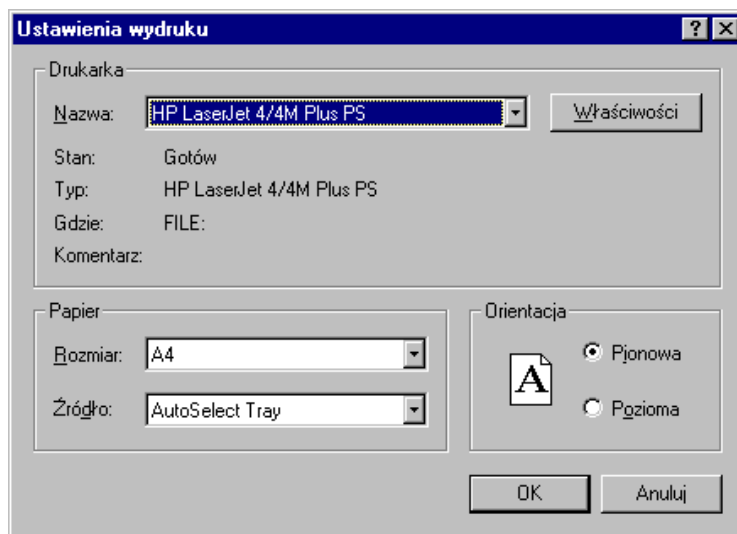 Ustawienia wydruku
Drukarka
Nazwa: HP LaserJet 4/4M Plus PS Właściwości
Stan: Gotów
Typ: HP LaserJet 4/4M Plus PS
Gdzie: FILE:
Komentarz:
Papier
Rozmiar: A4
Źródło: AutoSelect Tray
Orientacja
A
Pionowa
Pozioma
OK Anuluj